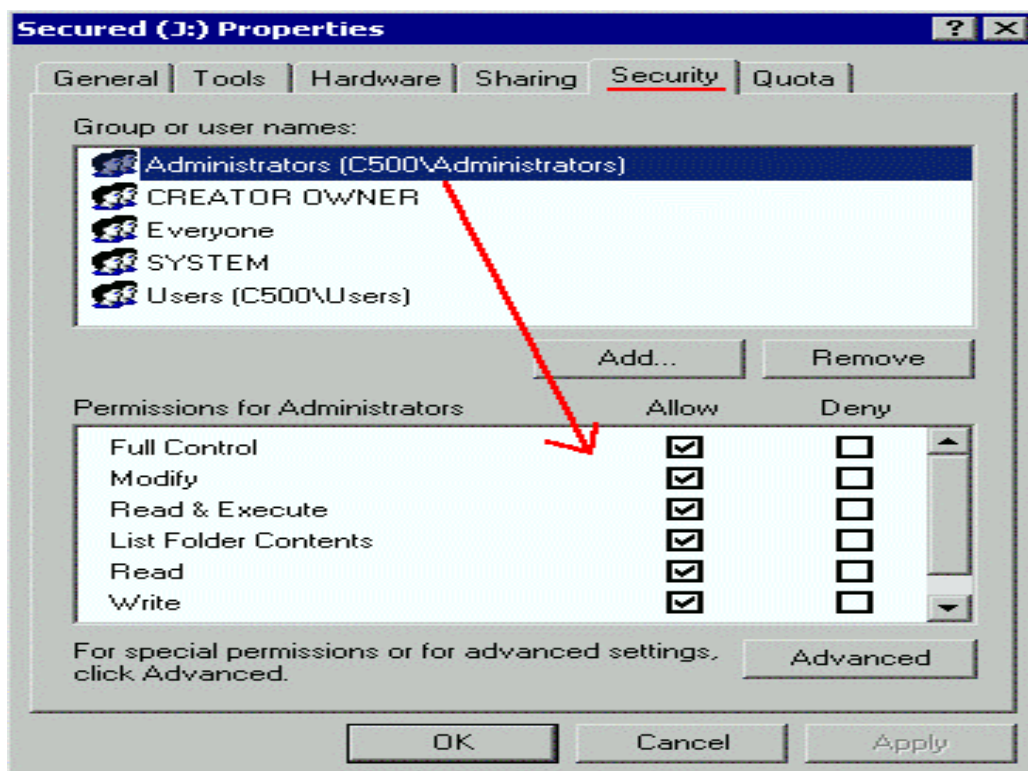 Secured (J:) Properties
General Tools Hardware Sharing Security Quota
Group or user names:
Administrators (C500\Administrators)
CREATOR OWNER
Everyone
SYSTEM
Users (C500\Users)
Add... Remove
Permissions for Administrators Allow Deny
Full Control
Modify
Read & Execute
List Folder Contents
Read
Write
For special permissions or for advanced settings,
click Advanced.
Advanced
OK Cancel Apply